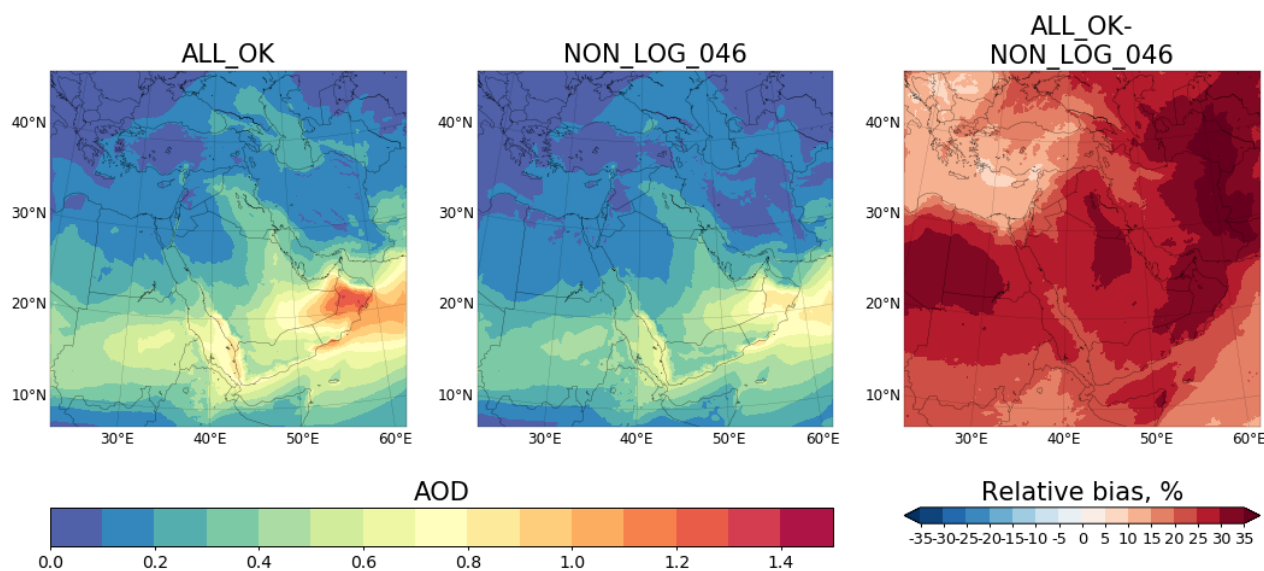 ALL_OK
NON_LOG_046
ALL_OK-
NON_LOG_046
40°N
30°N
20°N
10°N
30°E 40°E 50°E 60°E
40°N
30°N
20°N
10°N
30°E 40°E 50°E 60°E
40°N
30°N
20°N
10°N
30°E 40°E 50°E 60°E
AOD
0.0 0.2 0.4 0.6 0.8 1.0 1.2 1.4
Relative bias, %
-35-30-25-20-15-10 -5 0 5 10 15 20 25 30 35